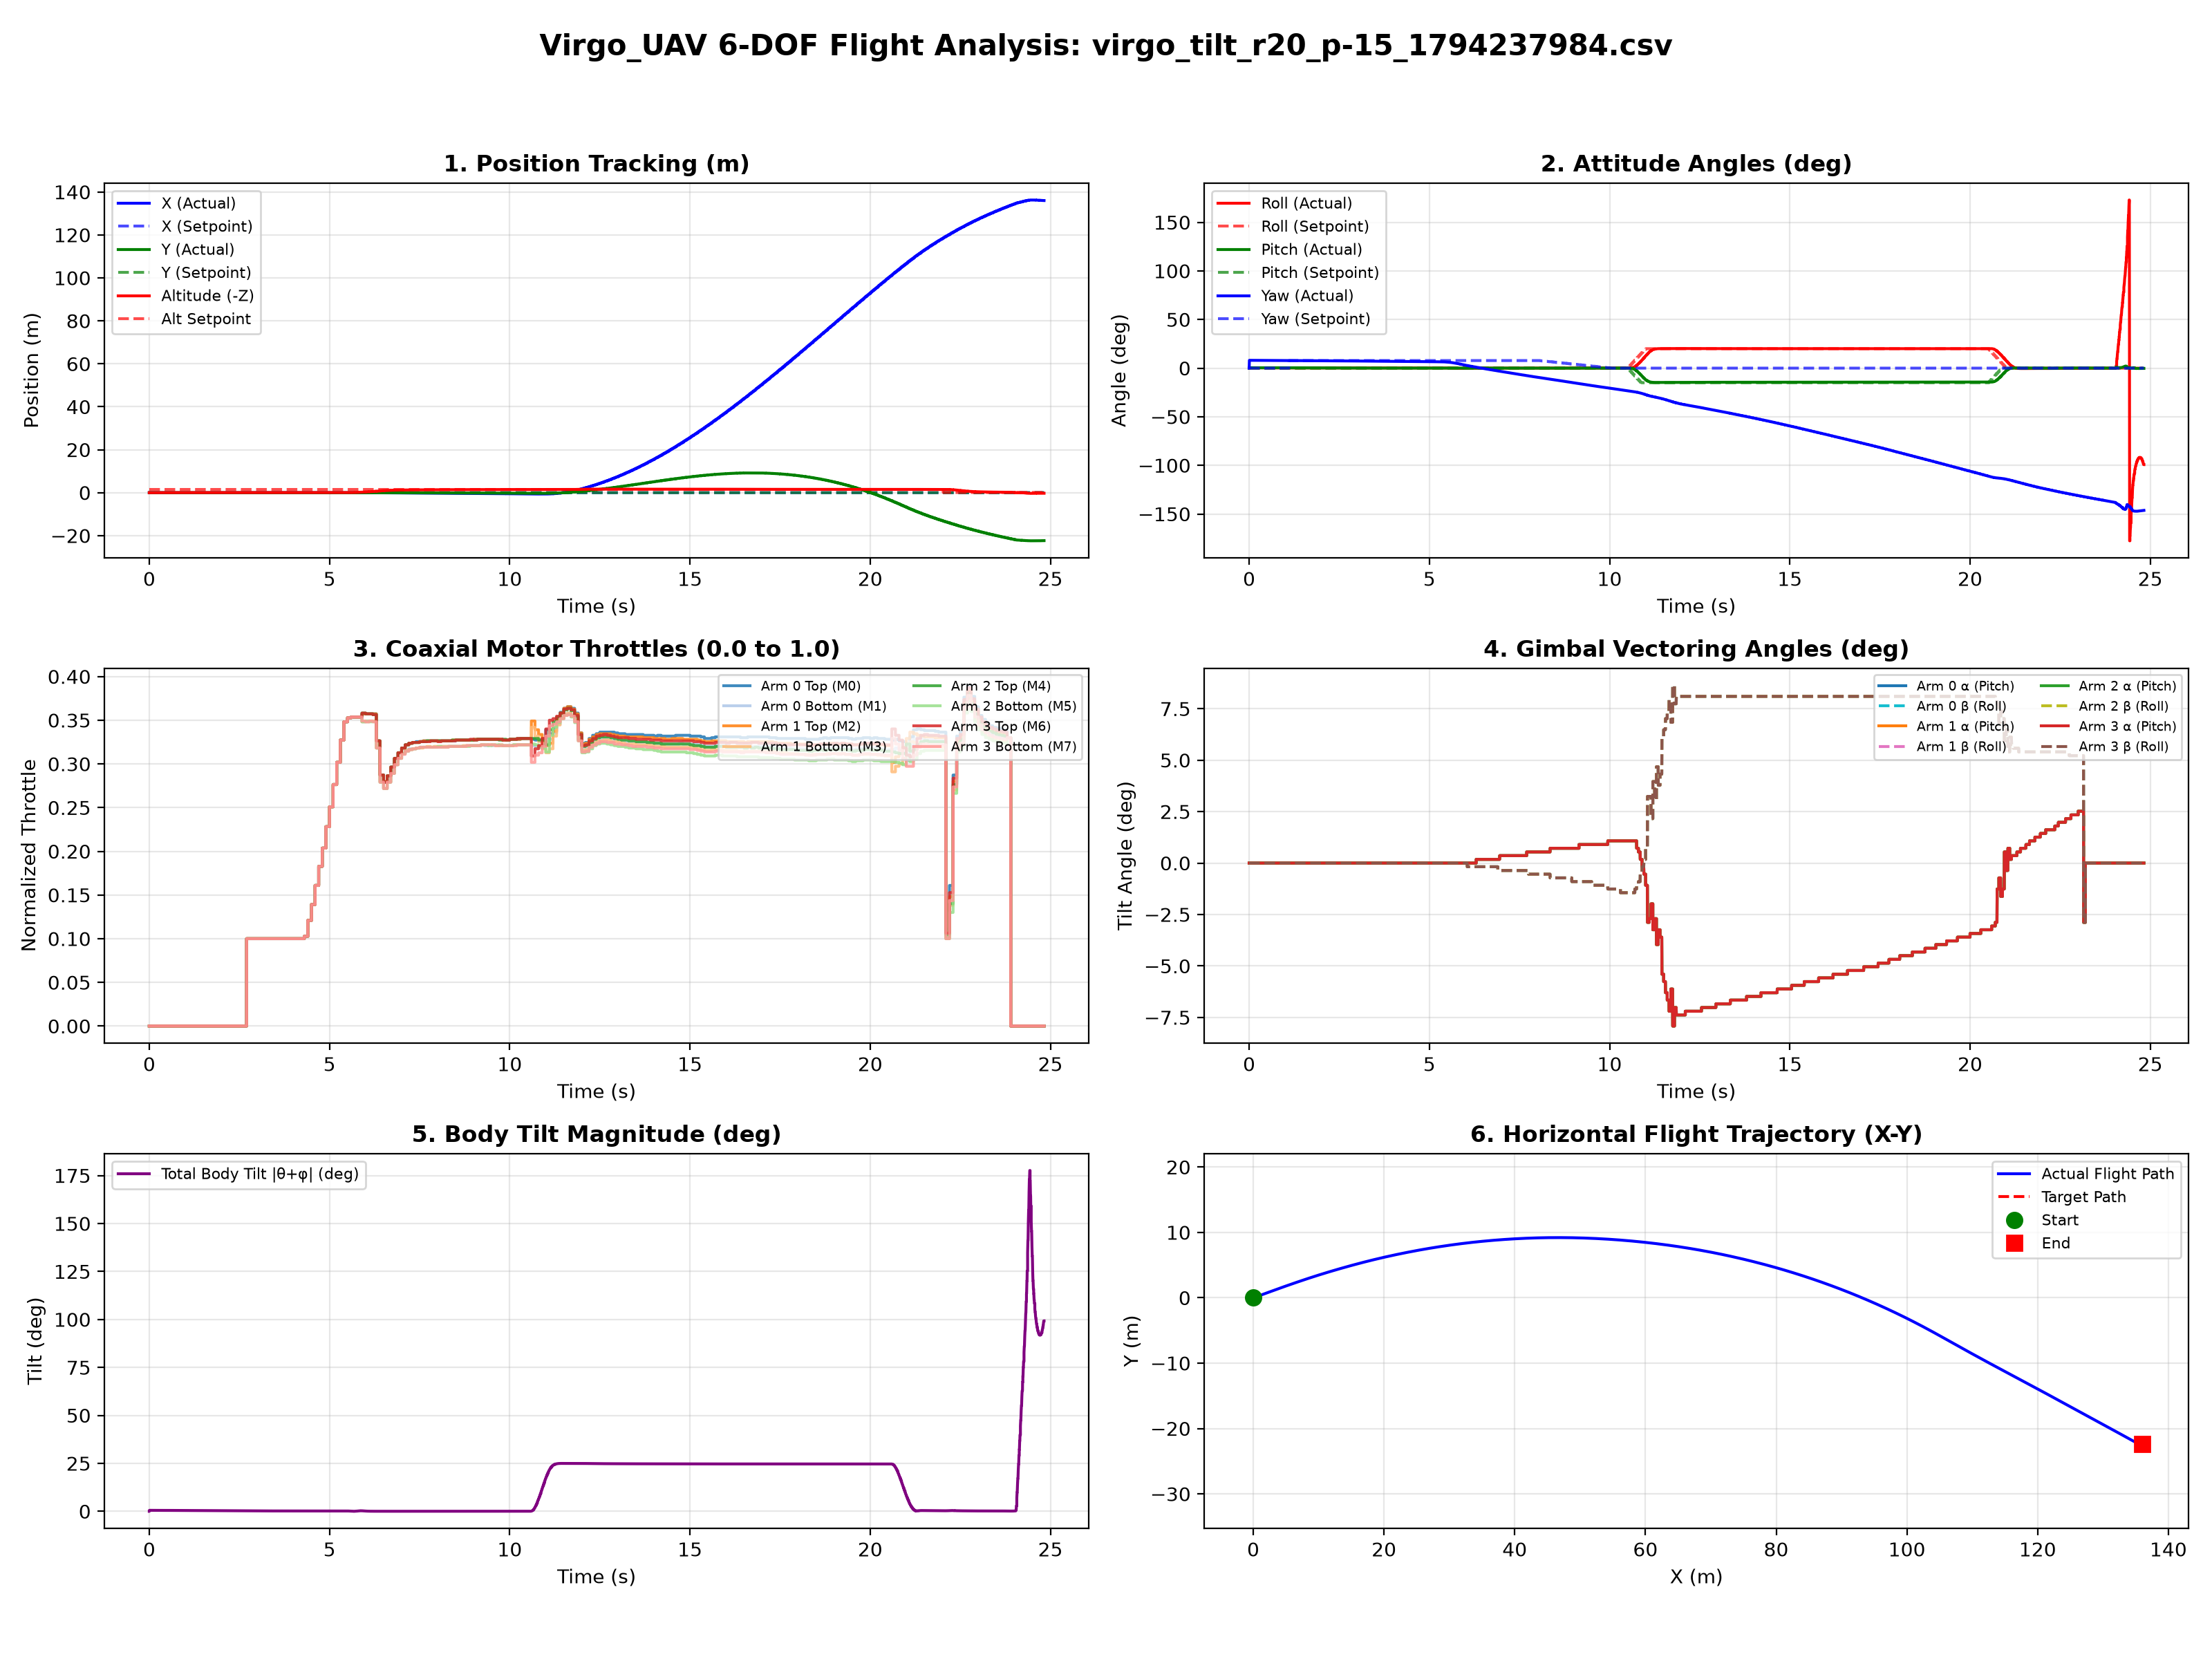 Virgo_UAV 6-DOF Flight Analysis: virgo_tilt_r20_p-15_1794237984.csv
1. Position Tracking (m)
140
120
100
80
60
40
20
0
−20
Position (m)
X (Actual)
X (Setpoint)
Y (Actual)
Y (Setpoint)
Altitude (-Z)
Alt Setpoint
0 5 10 15 20 25
Time (s)
2. Attitude Angles (deg)
150
100
50
0
−50
−100
−150
Angle (deg)
Roll (Actual)
Roll (Setpoint)
Pitch (Actual)
Pitch (Setpoint)
Yaw (Actual)
Yaw (Setpoint)
0 5 10 15 20 25
Time (s)
3. Coaxial Motor Throttles (0.0 to 1.0)
0.40
0.35
0.30
0.25
0.20
0.15
0.10
0.05
0.00
Normalized Throttle
Arm 0 Top (M0)
Arm 0 Bottom (M1)
Arm 1 Top (M2)
Arm 1 Bottom (M3)
Arm 2 Top (M4)
Arm 2 Bottom (M5)
Arm 3 Top (M6)
Arm 3 Bottom (M7)
0 5 10 15 20 25
Time (s)
4. Gimbal Vectoring Angles (deg)
7.5
5.0
2.5
0.0
−2.5
−5.0
−7.5
Tilt Angle (deg)
Arm 0 α (Pitch)
Arm 0 β (Roll)
Arm 1 α (Pitch)
Arm 1 β (Roll)
Arm 2 α (Pitch)
Arm 2 β (Roll)
Arm 3 α (Pitch)
Arm 3 β (Roll)
0 5 10 15 20 25
Time (s)
5. Body Tilt Magnitude (deg)
175
150
125
100
75
50
25
0
Tilt (deg)
Total Body Tilt |θ+φ| (deg)
0 5 10 15 20 25
Time (s)
6. Horizontal Flight Trajectory (X-Y)
20
10
0
−10
−20
−30
Y (m)
Actual Flight Path
Target Path
Start
End
0 20 40 60 80 100 120 140
X (m)